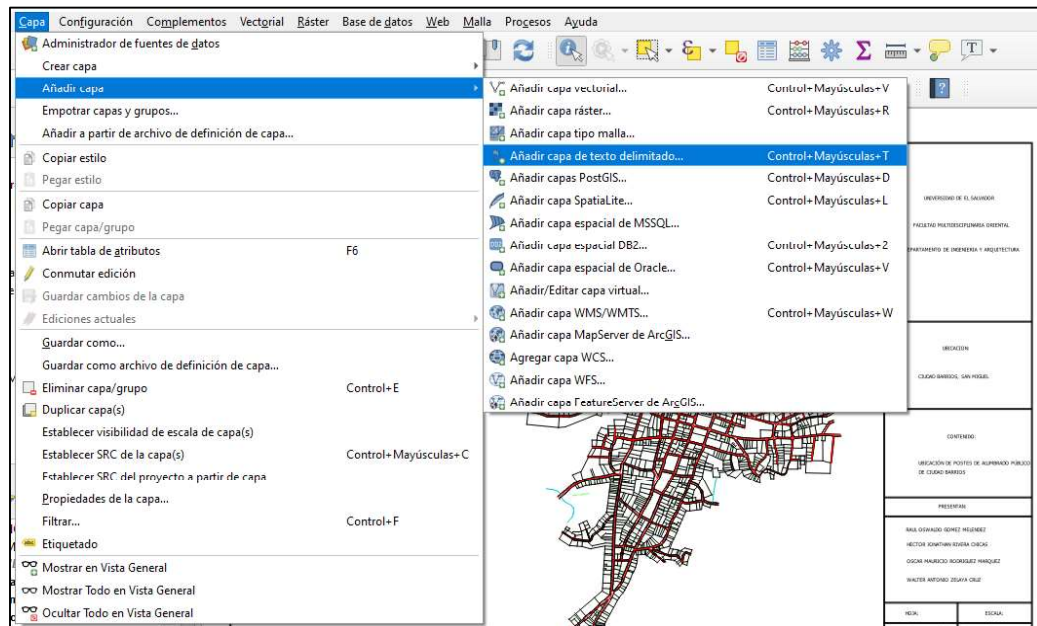 Capa Configuración Complementos Vectorial Ráster Base de datos Web Malla Procesos Ayuda
Administrador de fuentes de datos
Crear capa
Añadir capa
Empotrar capas y grupos...
Añadir a partir de archivo de definición de capa...
Copiar estilo
Pegar estilo
Copiar capa
Pegar capa/grupo
Abrir tabla de atributos F6
Conmutar edición
Guardar cambios de la capa
Ediciones actuales
Guardar como...
Guardar como archivo de definición de capa...
Eliminar capa/grupo Control+E
Duplicar capa(s)
Establecer visibilidad de escala de capa(s)
Establecer SRC de la capa(s) Control+Mayúsculas+C
Establecer SRC del proyecto a partir de capa
Propiedades de la capa...
Filtrar... Control+F
Etiquetado
Mostrar en Vista General
Mostrar Todo en Vista General
Ocultar Todo en Vista General
Añadir capa vectorial... Control+Mayúsculas+V
Añadir capa ráster... Control+Mayúsculas+R
Añadir capa tipo malla...
Añadir capa de texto delimitado... Control+Mayúsculas+T
Añadir capas PostGIS... Control+Mayúsculas+D
Añadir capa SpatiaLite... Control+Mayúsculas+L
Añadir capa espacial de MSSQL...
Añadir capa espacial DB2... Control+Mayúsculas+2
Añadir capa espacial de Oracle... Control+Mayúsculas+V
Añadir/Editar capa virtual...
Añadir capa WMS/WMTS... Control+Mayúsculas+W
Añadir capa MapServer de ArcGIS...
Agregar capa WCS...
Añadir capa WFS...
Añadir capa FeatureServer de ArcGIS...
UNIVERSIDAD DE EL SALVADOR
FACULTAD MULTIDISCIPLINARIA ORIENTAL
DEPARTAMENTO DE INGENIERIA Y ARQUITECTURA
UBICACION
CIUDAD BARRIOS, SAN MIGUEL
CONTENIDO:
UBICACIÓN DE POSTES DE ALUMBRADO PÚBLICO
DE CIUDAD BARRIOS
PRESENTAN:
RAUL OSWALDO GOMEZ MELENDEZ
HECTOR JONATHAN RIVERA CHICAS
OSCAR MAURICIO RODRIGUEZ MARQUEZ
WALTER ANTONIO ZELAYA CRUZ
HOJA: ESCALA: